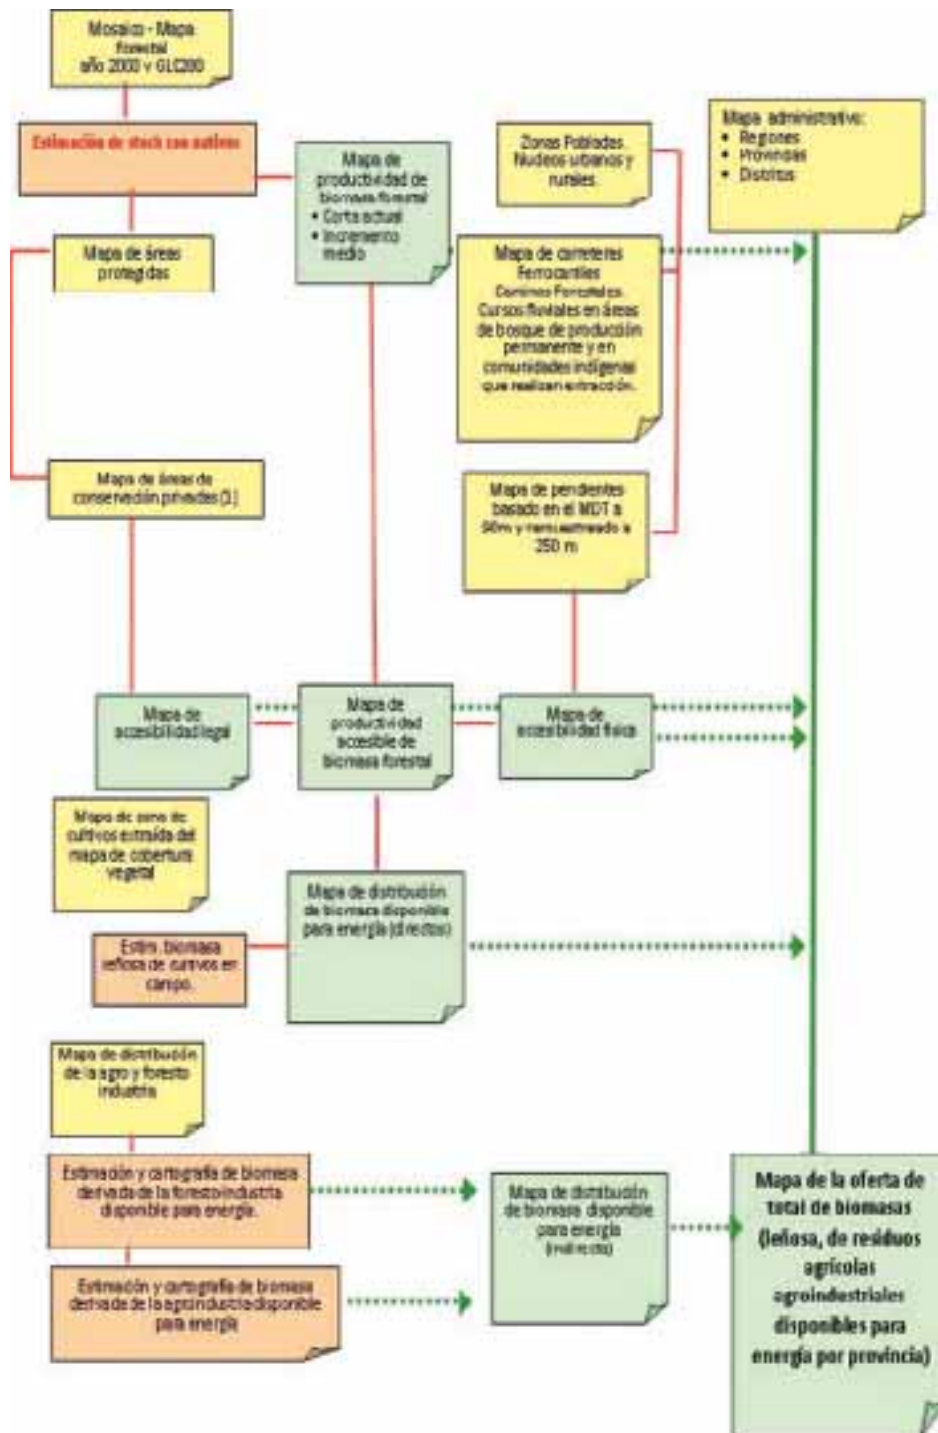 Mosaico - Mapa
forestal
año 2000 v GLC200
Estimación de stock con nativos
Mapa de áreas
protegidas
Mapa de
productividad de
biomasa forestal
• Corta actual
• Incremento
medio
Zonas Pobladas.
Núcleos urbanos y
rurales.
Mapa administrativo:
• Regiones
• Provincias
• Distritos
Mapa de carreteras
Ferrocarriles
Caminos Forestales
Cursos fluviales en áreas
de bosque de producción
permanente y en
comunidades indígenas
que realizan extracción.
Mapa de áreas de
conservación privadas (1)
Mapa de pendientes
basado en el MDT a
90m y remuestreado a
250 m
Mapa de
accesibilidad legal
Mapa de
productividad
accesible de
biomasa forestal
Mapa de
accesibilidad física
Mapa de zona de
cultivos extraída del
mapa de cobertura
vegetal
Mapa de distribución
de biomasa disponible
para energía (directos)
Estim. biomasa
leñosa de cultivos en
campo.
Mapa de distribución
de la agro y foresto
industria
Estimación y cartografía de biomasa
derivada de la foresto industria
disponible para energía.
Estimación y cartografía de biomasa
derivada de la agroindustria disponible
para energía
Mapa de distribución
de biomasa disponible
para energía
(indirecta)
Mapa de la oferta de
total de biomasas
(leñosa, de residuos
agrícolas
agroindustriales
disponibles para
energía por provincia)